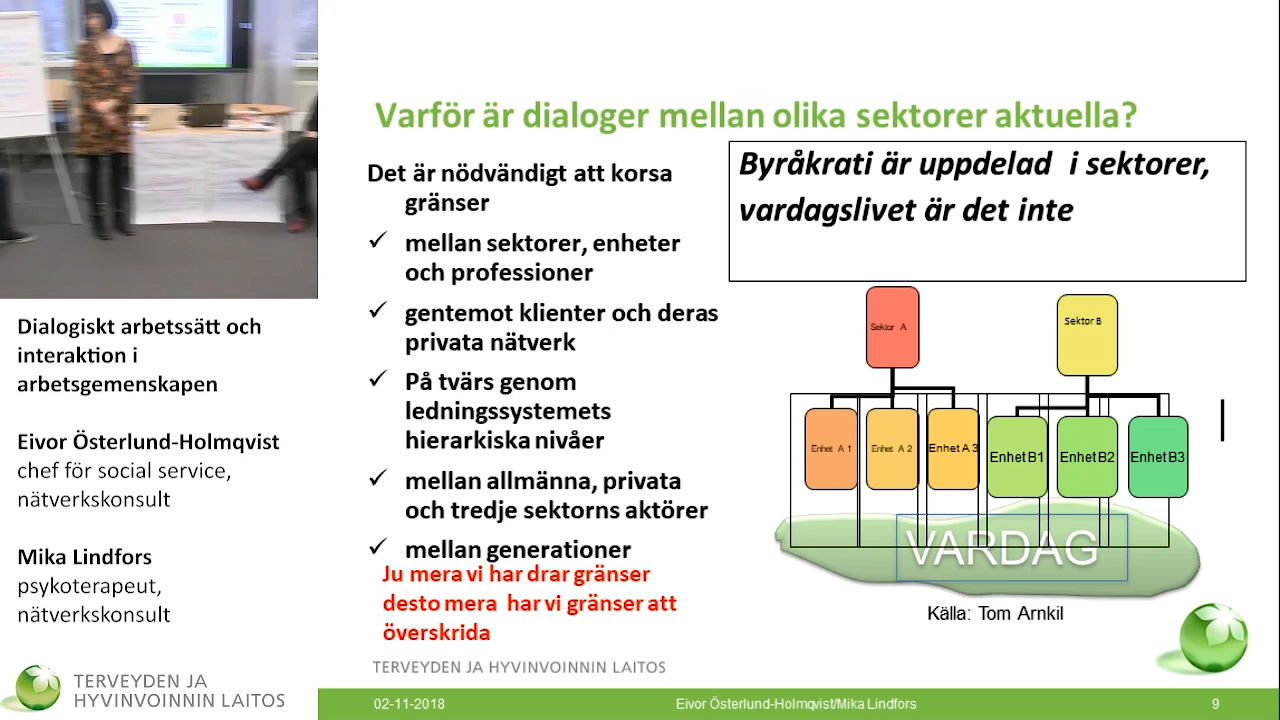 Dialogiskt arbetssätt och
interaktion i
arbetsgemenskapen
Eivor Österlund-Holmqvist
chef för social service,
nätverkskonsult
Mika Lindfors
psykoterapeut,
nätverkskonsult
TERVEYDEN JA
HYVINVOINNIN LAITOS
Varför är dialoger mellan olika sektorer aktuella?
Det är nödvändigt att korsa
gränser
✓ mellan sektorer, enheter
och professioner
✓ gentemot klienter och deras
privata nätverk
✓ På tvärs genom
ledningssystemets
hierarkiska nivåer
✓ mellan allmänna, privata
och tredje sektorns aktörer
✓ mellan generationer
Ju mera vi har drar gränser
desto mera har vi gränser att
överskrida
Byråkrati är uppdelad i sektorer,
vardagslivet är det inte
Sektor A
Sektor B
Enhet A 1
Enhet A 2
Enhet A 3
Enhet B1
Enhet B2
Enhet B3
VARDAG
Källa: Tom Arnkil
TERVEYDEN JA HYVINVOINNIN LAITOS
02-11-2018
Eivor Österlund-Holmqvist/Mika Lindfors
9